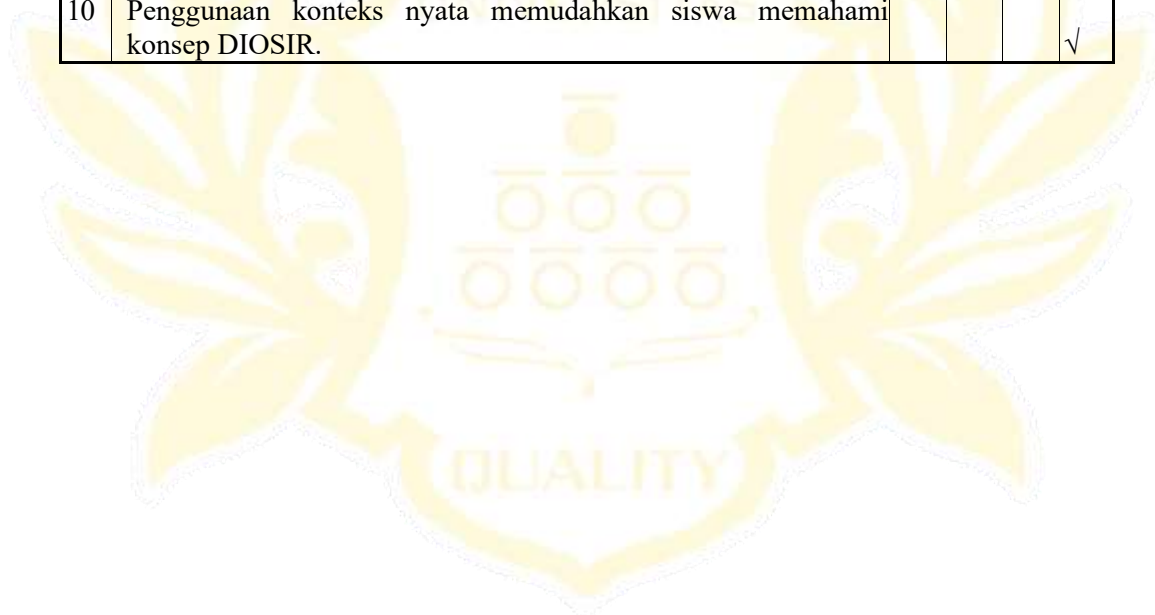 10 Penggunaan konteks nyata memudahkan siswa memahami
konsep DIOSIR. √
QUALITY